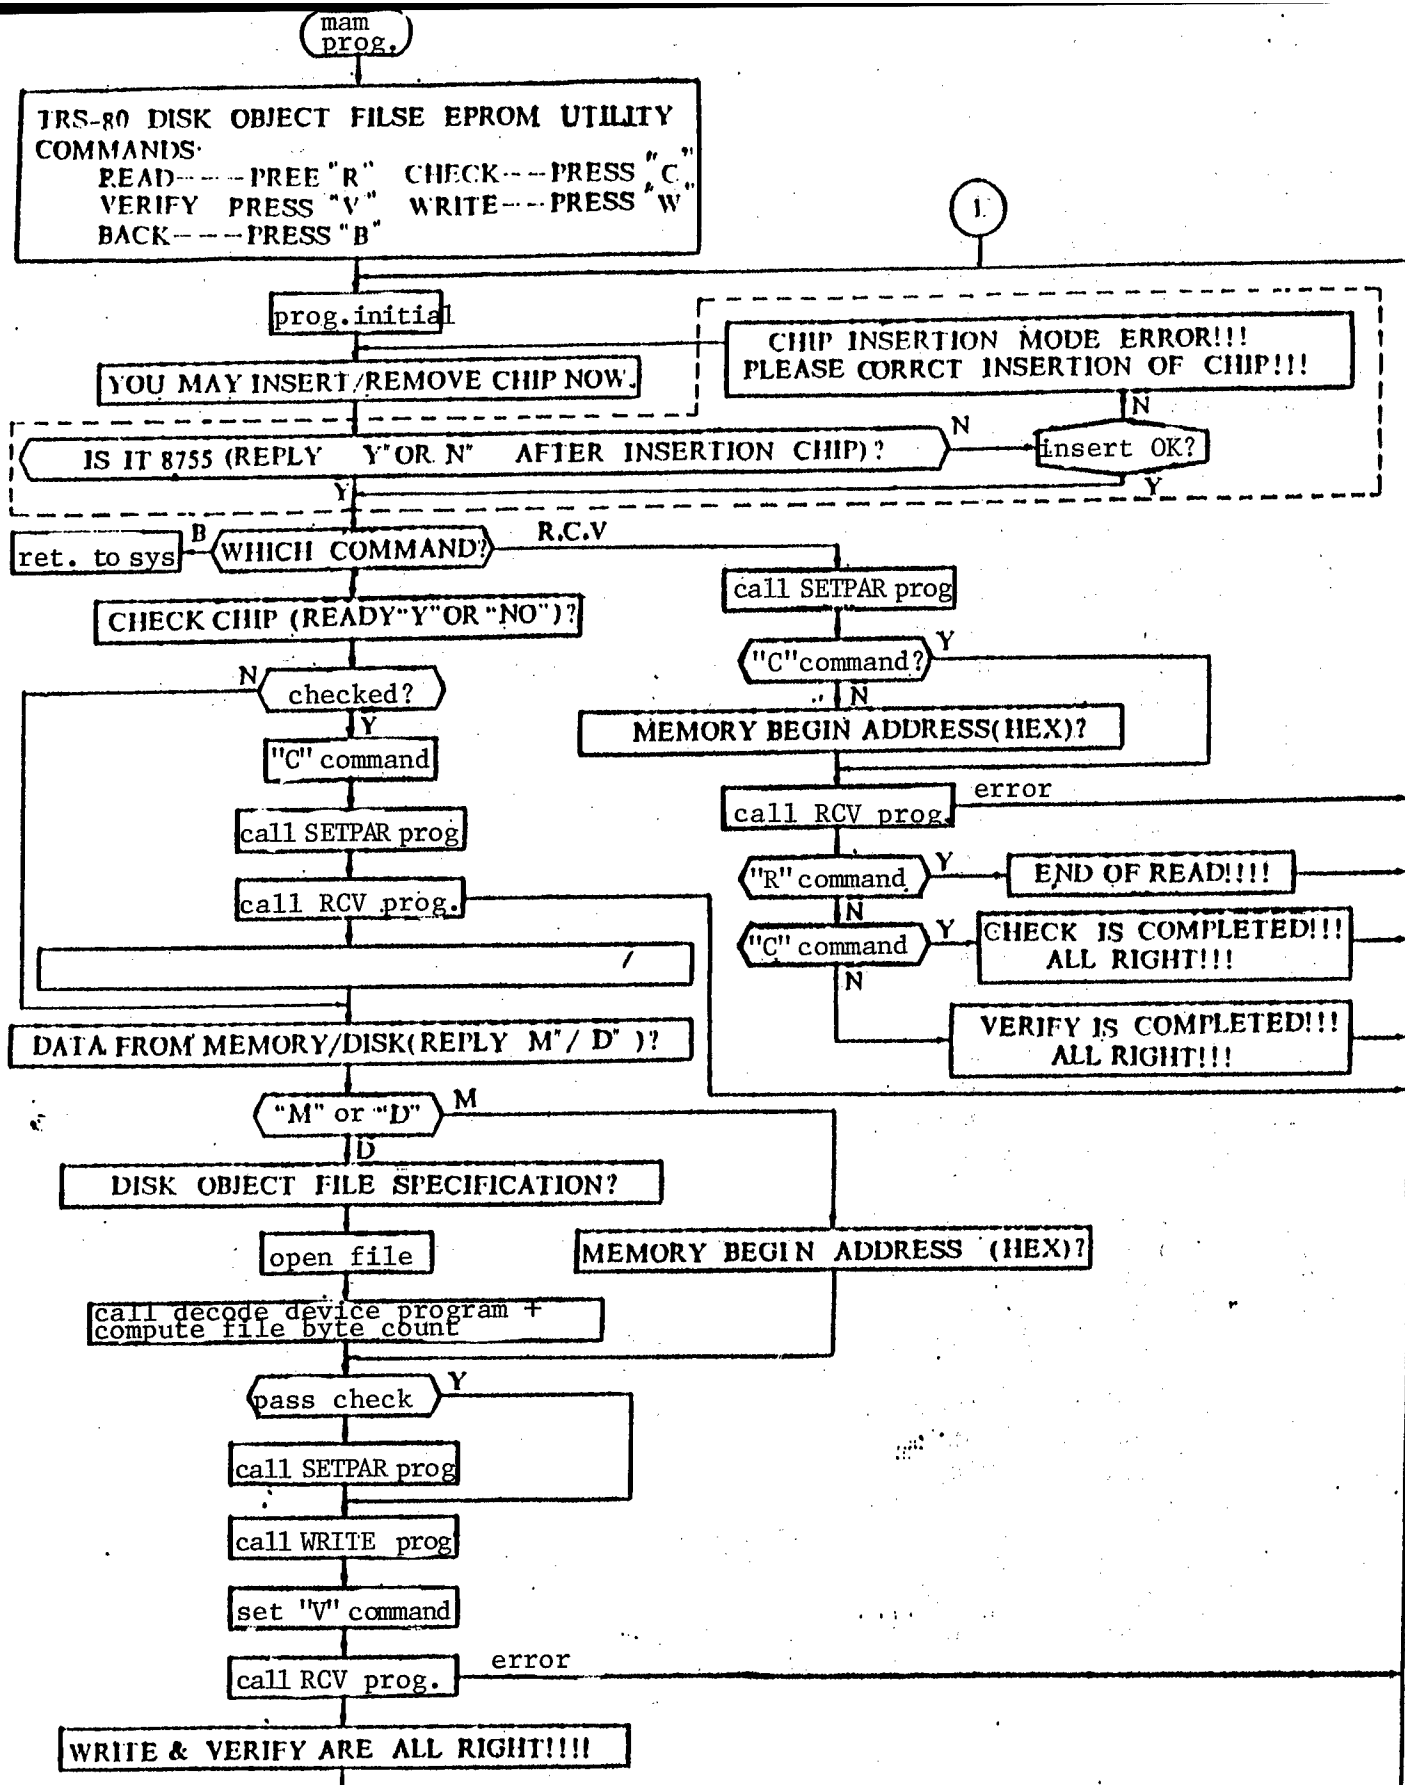 mam
prog.
TRS-80 DISK OBJECT FILSE EPROM UTILITY
COMMANDS·
READ-----PREE "R" CHECK---PRESS "C"
VERIFY PRESS "V" WRITE----PRESS "W"
BACK----PRESS "B"
1
prog.initial
CHIP INSERTION MODE ERROR!!!
PLEASE CORRCT INSERTION OF CHIP!!!
YOU MAY INSERT/REMOVE CHIP NOW.
N
IS IT 8755 (REPLY Y"OR N" AFTER INSERTION CHIP)?
N
insert OK?
Y
Y
ret. to sys
B
WHICH COMMAND?
R.C.V
call SETPAR prog
CHECK CHIP (READY"Y"OR "NO")?
"C"command?
Y
N
checked?
N
Y
MEMORY BEGIN ADDRESS(HEX)?
"C" command
call RCV prog.
error
call SETPAR prog
"R" command
Y
END OF READ!!!!
N
call RCV prog.
"C" command
Y
CHECK IS COMPLETED!!!
ALL RIGHT!!!
N
VERIFY IS COMPLETED!!!
ALL RIGHT!!!
DATA FROM MEMORY/DISK(REPLY M"/ D" )?
"M" or "D"
M
D
DISK OBJECT FILE SPECIFICATION?
open file
MEMORY BEGIN ADDRESS (HEX)?
call decode device program +
compute file byte count
pass check
Y
call SETPAR prog
call WRITE prog
set "V" command
call RCV prog.
error
WRITE & VERIFY ARE ALL RIGHT!!!!